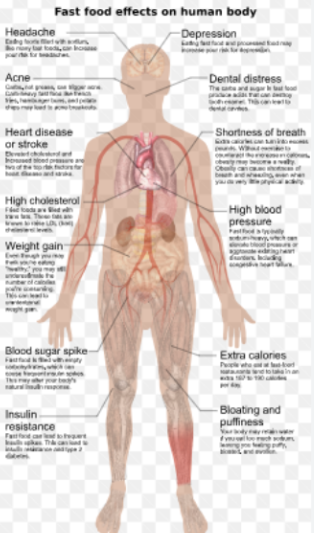 Fast food effects on human body
Headache
Eating foods filled with sodium,
like many fast foods, can increase
your risk for headaches.
Depression
Eating fast food and processed food may
increase your risk for depression.
Acne
Carbs, not grease, can trigger acne.
Carb-heavy fast food like french
fries, hamburger buns, and potato
chips may lead to acne breakouts.
Dental distress
The carbs and sugar in fast food
produce acids that can destroy
tooth enamel. This can lead to
dental cavities.
Heart disease
or stroke
Elevated cholesterol and
increased blood pressure are
two of the top risk factors for
heart disease and stroke.
Shortness of breath
Extra calories can turn into excess
pounds. Without exercise to
counteract the increase in calories,
obesity may become a reality.
Obesity can cause shortness of
breath and wheezing, even when
you do very little physical activity.
High cholesterol
Fried foods are filled with
trans fats. These fats are
known to raise LDL (bad)
cholesterol levels.
High blood
pressure
Fast food is typically
sodium-heavy, which can
elevate blood pressure or
aggravate existing heart
disorders, including
congestive heart failure.
Weight gain
Even though you may
think you're eating
"healthy," you may still
underestimate the
number of calories
you're consuming.
This can lead to
unintentional
weight gain.
Blood sugar spike
Fast food is filled with empty
carbohydrates, which can
cause frequent insulin spikes.
This may alter your body's
natural insulin response.
Extra calories
People who eat at fast-food
restaurants tend to take in an
extra 187 to 190 calories
per day.
Insulin
resistance
Fast food can lead to frequent
insulin spikes. This can lead to
insulin resistance and type 2
diabetes.
Bloating and
puffiness
Your body may retain water
if you eat too much sodium,
leaving you feeling puffy,
bloated, and swollen.